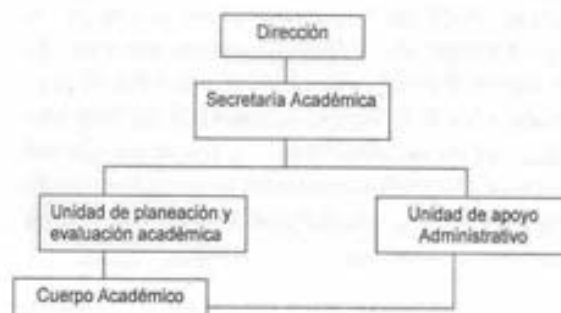 Dirección
Secretaría Académica
Unidad de planeación y
evaluación académica
Unidad de apoyo
Administrativo
Cuerpo Académico